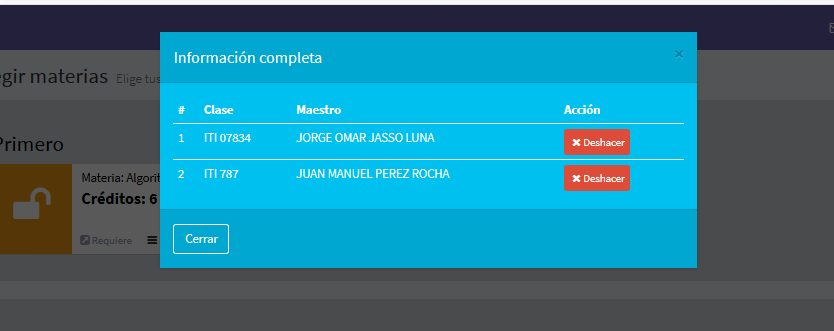 Información completa
×
egir materias Elige tus
# Clase Maestro Acción
1 ITI 07834 JORGE OMAR JASSO LUNA ✖ Deshacer
Primero
2 ITI 787 JUAN MANUEL PEREZ ROCHA ✖ Deshacer
Materia: Algorit
Créditos: 6
Requiere
Cerrar